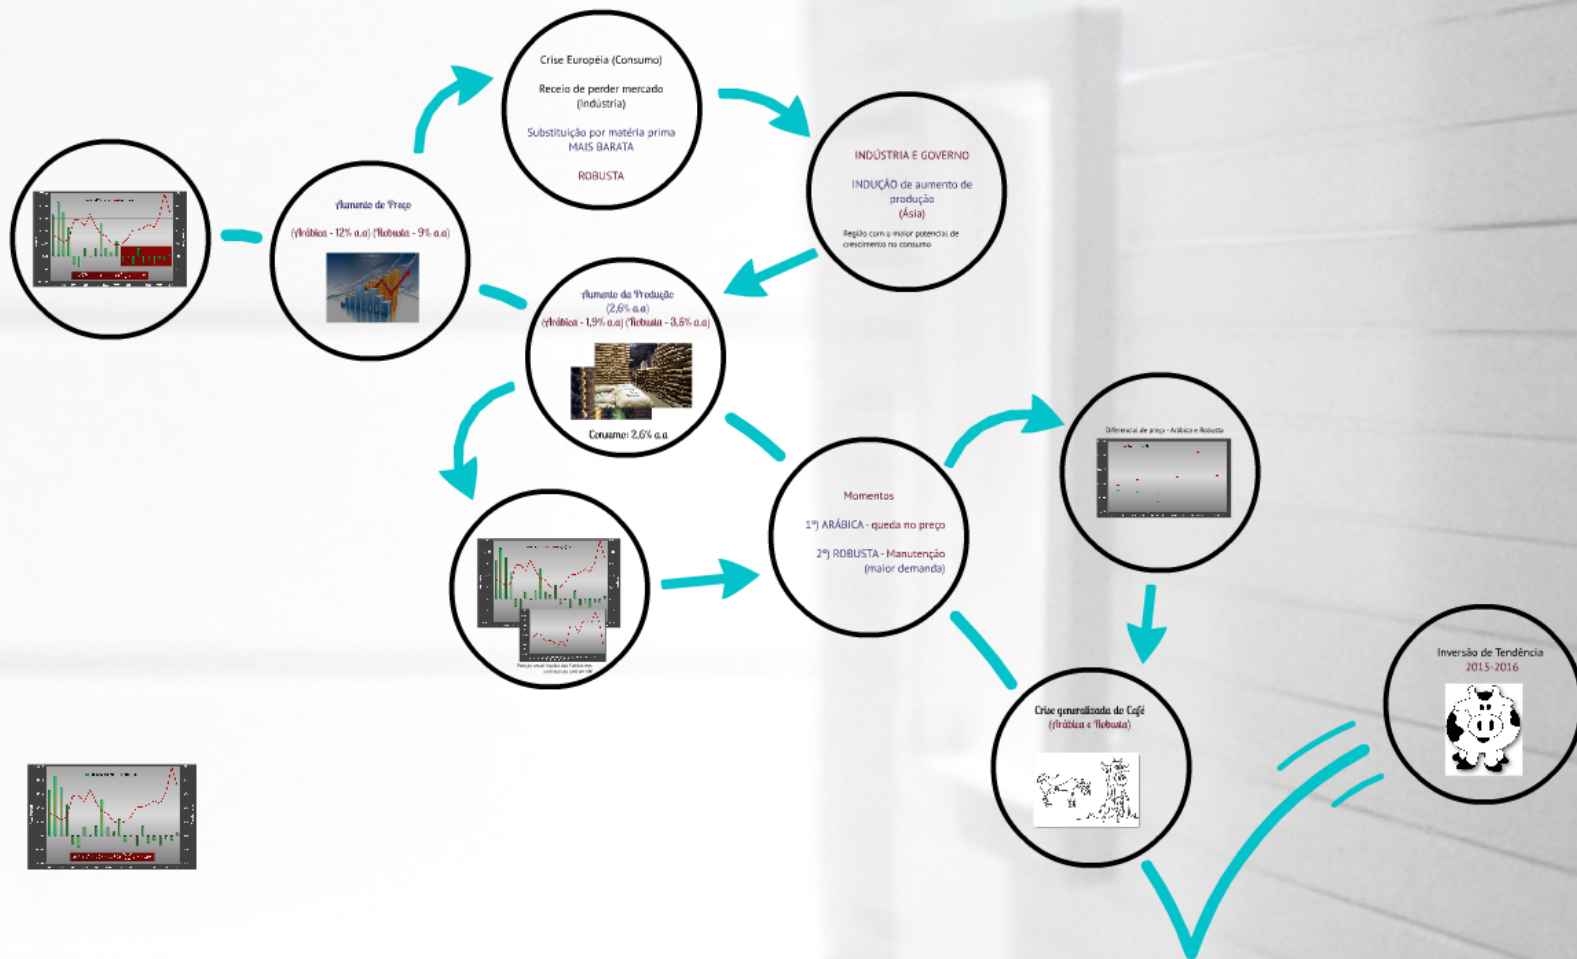 Aumento de Preço
(Arábica - 12% a.a) (Robusta - 9% a.a)
Crise Européia (Consumo)
Receio de perder mercado
(Indústria)
Substituição por matéria prima
MAIS BARATA
ROBUSTA
INDÚSTRIA E GOVERNO
INDUÇÃO de aumento de
produção
(Ásia)
Região com o maior potencial de
crescimento no consumo
Aumento da Produção
(2,6% a.a)
(Arábica - 1,9% a.a) (Robusta - 3,6% a.a)
Consumo: 2,6% a.a
Momentos
1º) ARÁBICA - queda no preço
2º) ROBUSTA - Manutenção
(maior demanda)
Diferencial de preço - Arábica e Robusta
Crise generalizada do Café
(Arábica e Robusta)
Inversão de Tendência
2015-2016